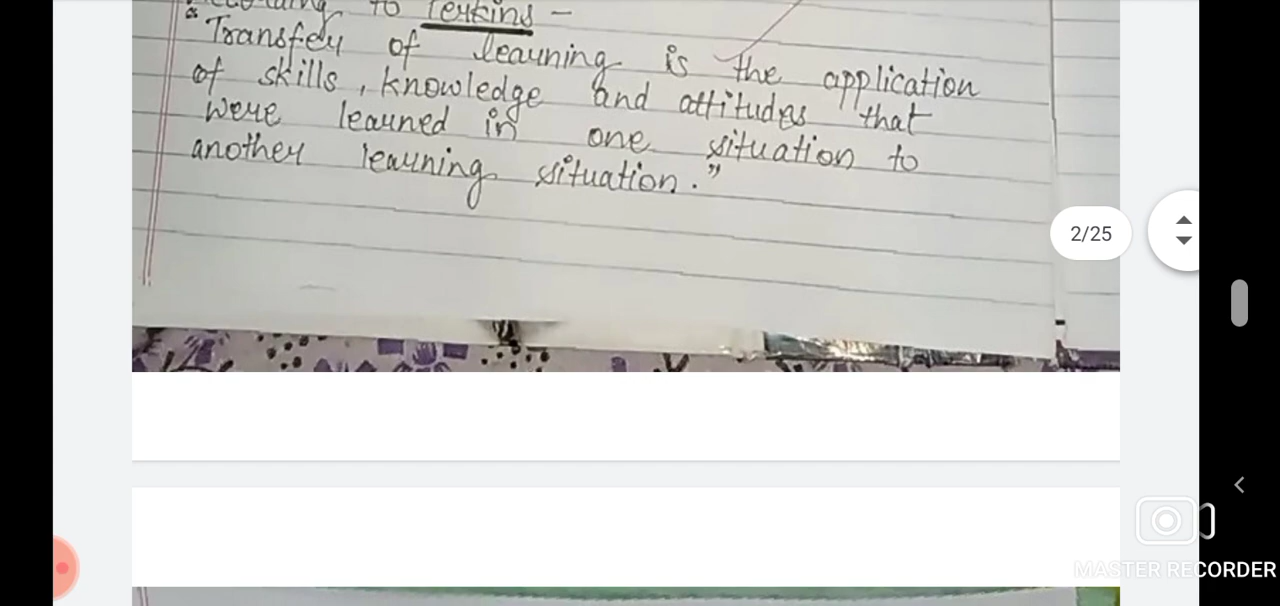 According to Perkins –
"Transfer of learning is the application
of skills, knowledge and attitudes that
were learned in one situation to
another learning situation."
2/25
MASTER RECORDER